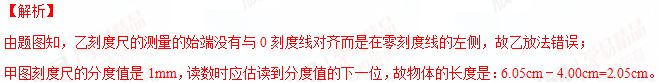 【解析】
由题图知，乙刻度尺的测量的始端没有与 0 刻度线对齐而是在零刻度线的左侧，故乙放法错误；
甲图刻度尺的分度值是 1mm，读数时应估读到分度值的下一位，故物体的长度是：6.05cm﹣4.00cm=2.05cm。